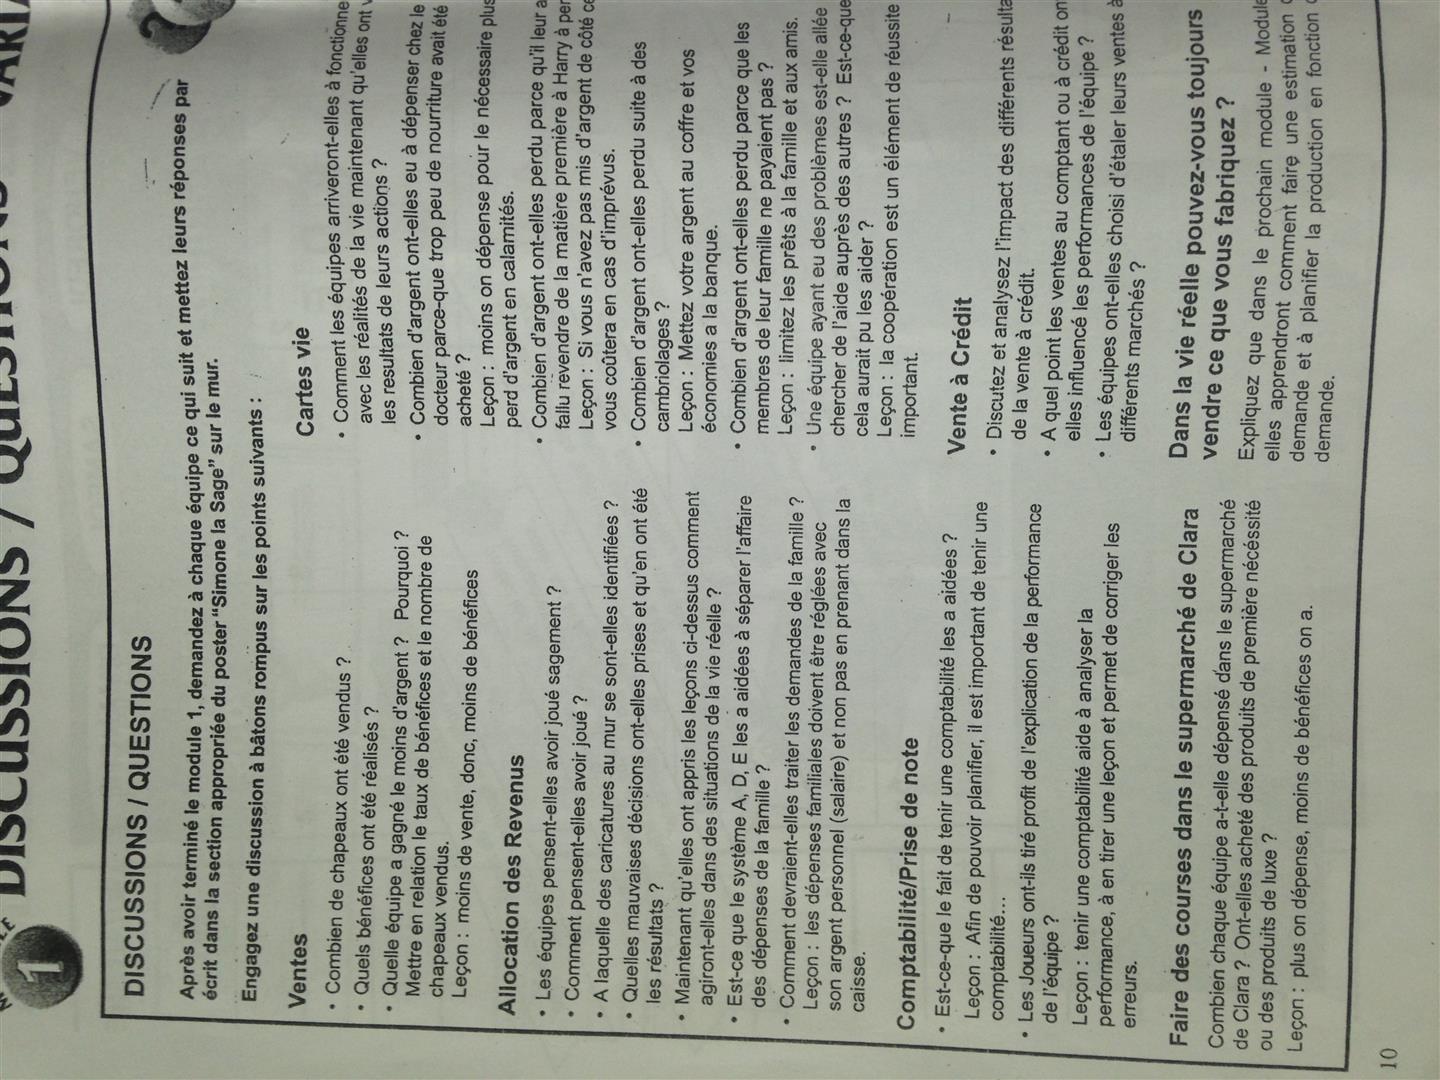 1
DISCUSSIONS / QUESTIONS
DISCUSSIONS / QUESTIONS
Après avoir terminé le module 1, demandez à chaque équipe ce qui suit et mettez leurs réponses par
écrit dans la section appropriée du poster "Simone la Sage" sur le mur.
Engagez une discussion à bâtons rompus sur les points suivants :
Ventes
• Combien de chapeaux ont été vendus ?
• Quels bénéfices ont été réalisés ?
• Quelle équipe a gagné le moins d'argent ? Pourquoi ?
Mettre en relation le taux de bénéfices et le nombre de
chapeaux vendus.
Leçon : moins de vente, donc, moins de bénéfices
Allocation des Revenus
• Les équipes pensent-elles avoir joué sagement ?
• Comment pensent-elles avoir joué ?
• A laquelle des caricatures au mur se sont-elles identifiées ?
• Quelles mauvaises décisions ont-elles prises et qu'en ont été
les résultats ?
• Maintenant qu'elles ont appris les leçons ci-dessus comment
agiront-elles dans des situations de la vie réelle ?
• Est-ce que le système A, D, E les a aidées à séparer l'affaire
des dépenses de la famille ?
• Comment devraient-elles traiter les demandes de la famille ?
Leçon : les dépenses familiales doivent être réglées avec
son argent personnel (salaire) et non pas en prenant dans la
caisse.
Comptabilité/Prise de note
• Est-ce-que le fait de tenir une comptabilité les a aidées ?
Leçon : Afin de pouvoir planifier, il est important de tenir une
comptabilité...
• Les Joueurs ont-ils tiré profit de l'explication de la performance
de l'équipe ?
Leçon : tenir une comptabilité aide à analyser la
performance, à en tirer une leçon et permet de corriger les
erreurs.
Faire des courses dans le supermarché de Clara
Combien chaque équipe a-t-elle dépensé dans le supermarché
de Clara ? Ont-elles acheté des produits de première nécéssité
ou des produits de luxe ?
Leçon : plus on dépense, moins de bénéfices on a.
Cartes vie
• Comment les équipes arriveront-elles à fonctionne
avec les réalités de la vie maintenant qu'elles ont
les resultats de leurs actions ?
• Combien d'argent ont-elles eu à dépenser chez le
docteur parce-que trop peu de nourriture avait été
acheté ?
Leçon : moins on dépense pour le nécessaire plus
perd d'argent en calamités.
• Combien d'argent ont-elles perdu parce qu'il leur a
fallu revendre de la matière première à Harry à per
Leçon : Si vous n'avez pas mis d'argent de côté ce
vous coûtera en cas d'imprévus.
• Combien d'argent ont-elles perdu suite à des
cambriolages ?
Leçon : Mettez votre argent au coffre et vos
économies a la banque.
• Combien d'argent ont-elles perdu parce que les
membres de leur famille ne payaient pas ?
Leçon : limitez les prêts à la famille et aux amis.
• Une équipe ayant eu des problèmes est-elle allée
chercher de l'aide auprès des autres ? Est-ce-que
cela aurait pu les aider ?
Leçon : la coopération est un élément de réussite
important.
Vente à Crédit
• Discutez et analysez l'impact des différents résulta
de la vente à crédit.
• A quel point les ventes au comptant ou à crédit on
elles influencé les performances de l'équipe ?
• Les équipes ont-elles choisi d'étaler leurs ventes à
différents marchés ?
Dans la vie réelle pouvez-vous toujours
vendre ce que vous fabriquez ?
Expliquez que dans le prochain module - Module
elles apprendront comment faire une estimation
demande et à planifier la production en fonction
demande.
10